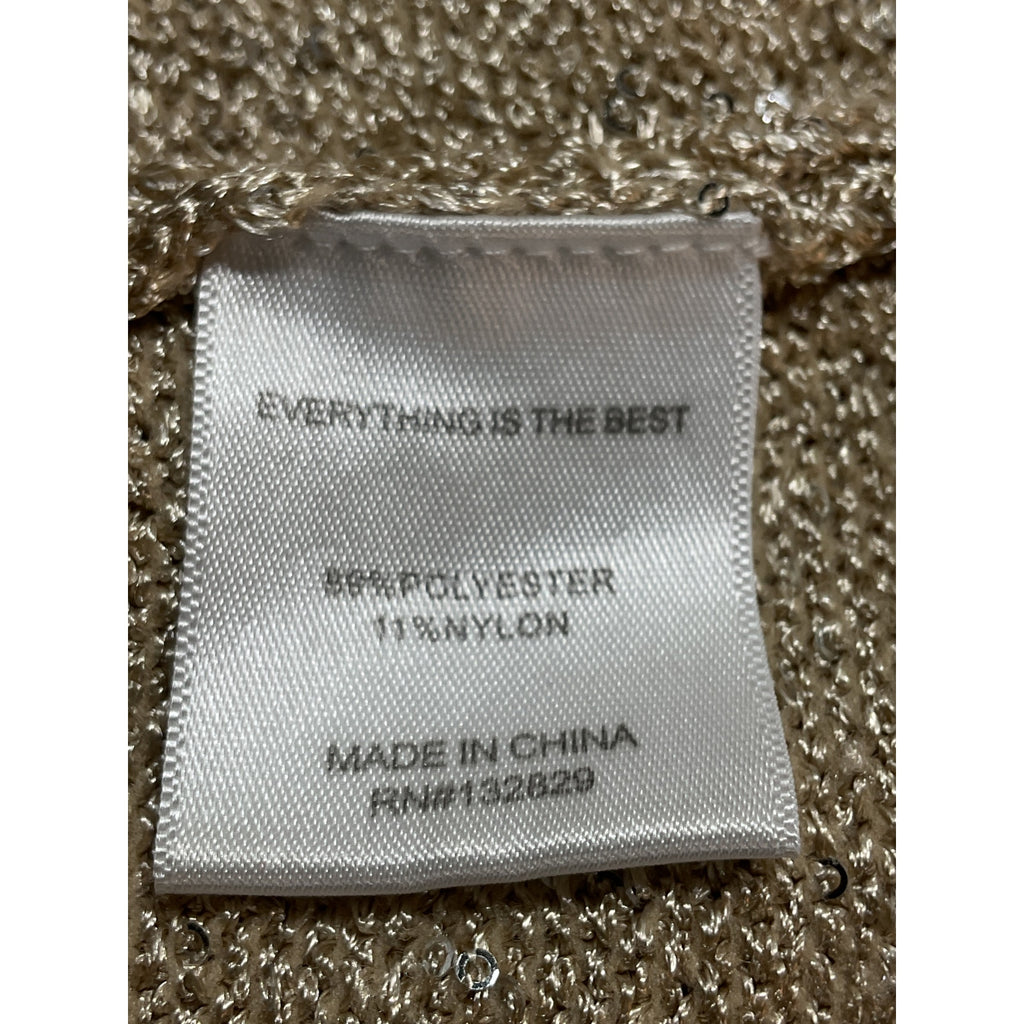 EVERYTHING IS THE BEST
89%POLYESTER
11%NYLON
MADE IN CHINA
RN#132829